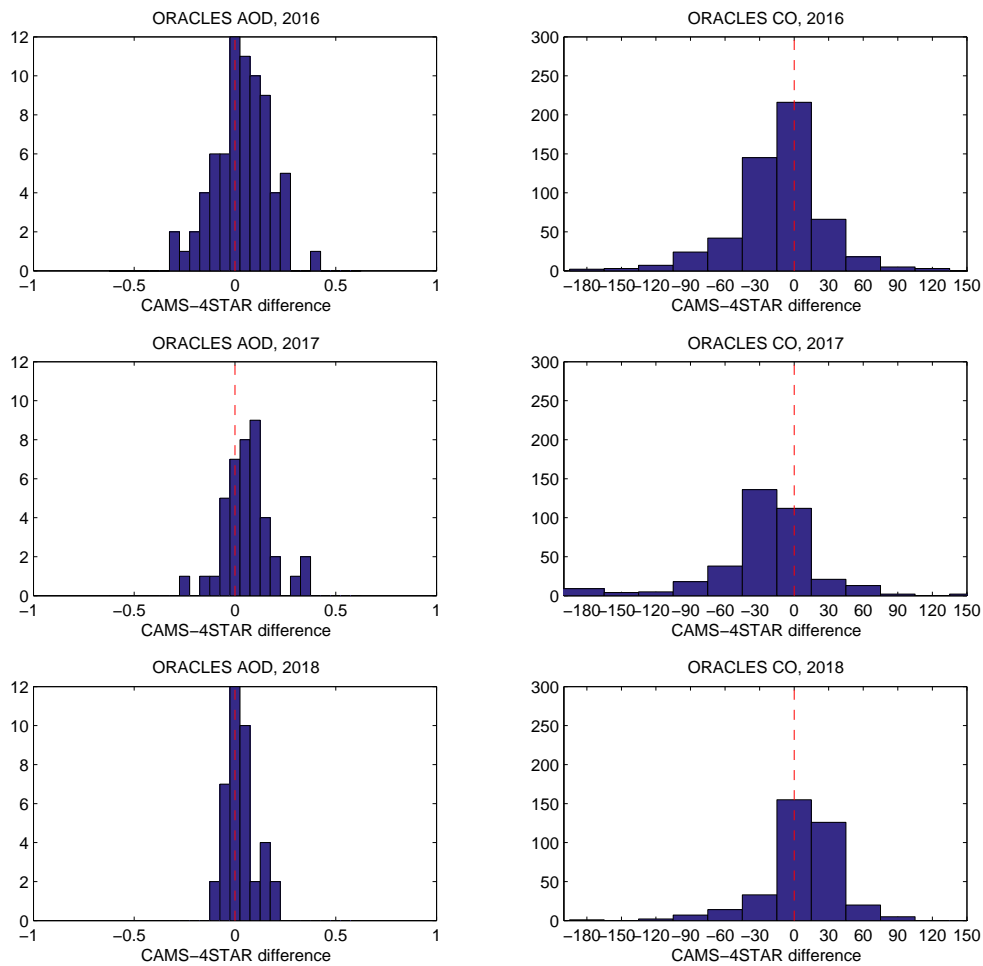 ORACLES AOD, 2016
12
10
8
6
4
2
0
−1 −0.5 0 0.5 1
CAMS−4STAR difference
ORACLES CO, 2016
300
250
200
150
100
50
0
−180 −150 −120 −90 −60 −30 0 30 60 90 120 150
CAMS−4STAR difference
ORACLES AOD, 2017
12
10
8
6
4
2
0
−1 −0.5 0 0.5 1
CAMS−4STAR difference
ORACLES CO, 2017
300
250
200
150
100
50
0
−180 −150 −120 −90 −60 −30 0 30 60 90 120 150
CAMS−4STAR difference
ORACLES AOD, 2018
12
10
8
6
4
2
0
−1 −0.5 0 0.5 1
CAMS−4STAR difference
ORACLES CO, 2018
300
250
200
150
100
50
0
−180 −150 −120 −90 −60 −30 0 30 60 90 120 150
CAMS−4STAR difference